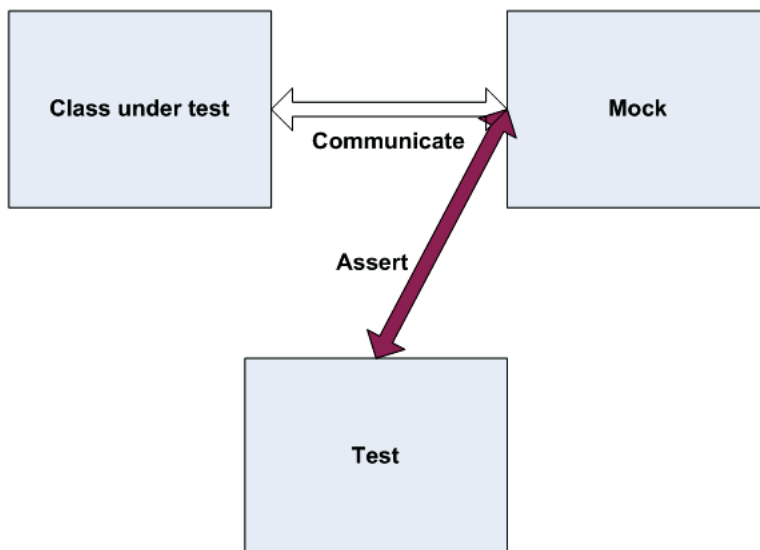 Class under test
Mock
Communicate
Assert
Test